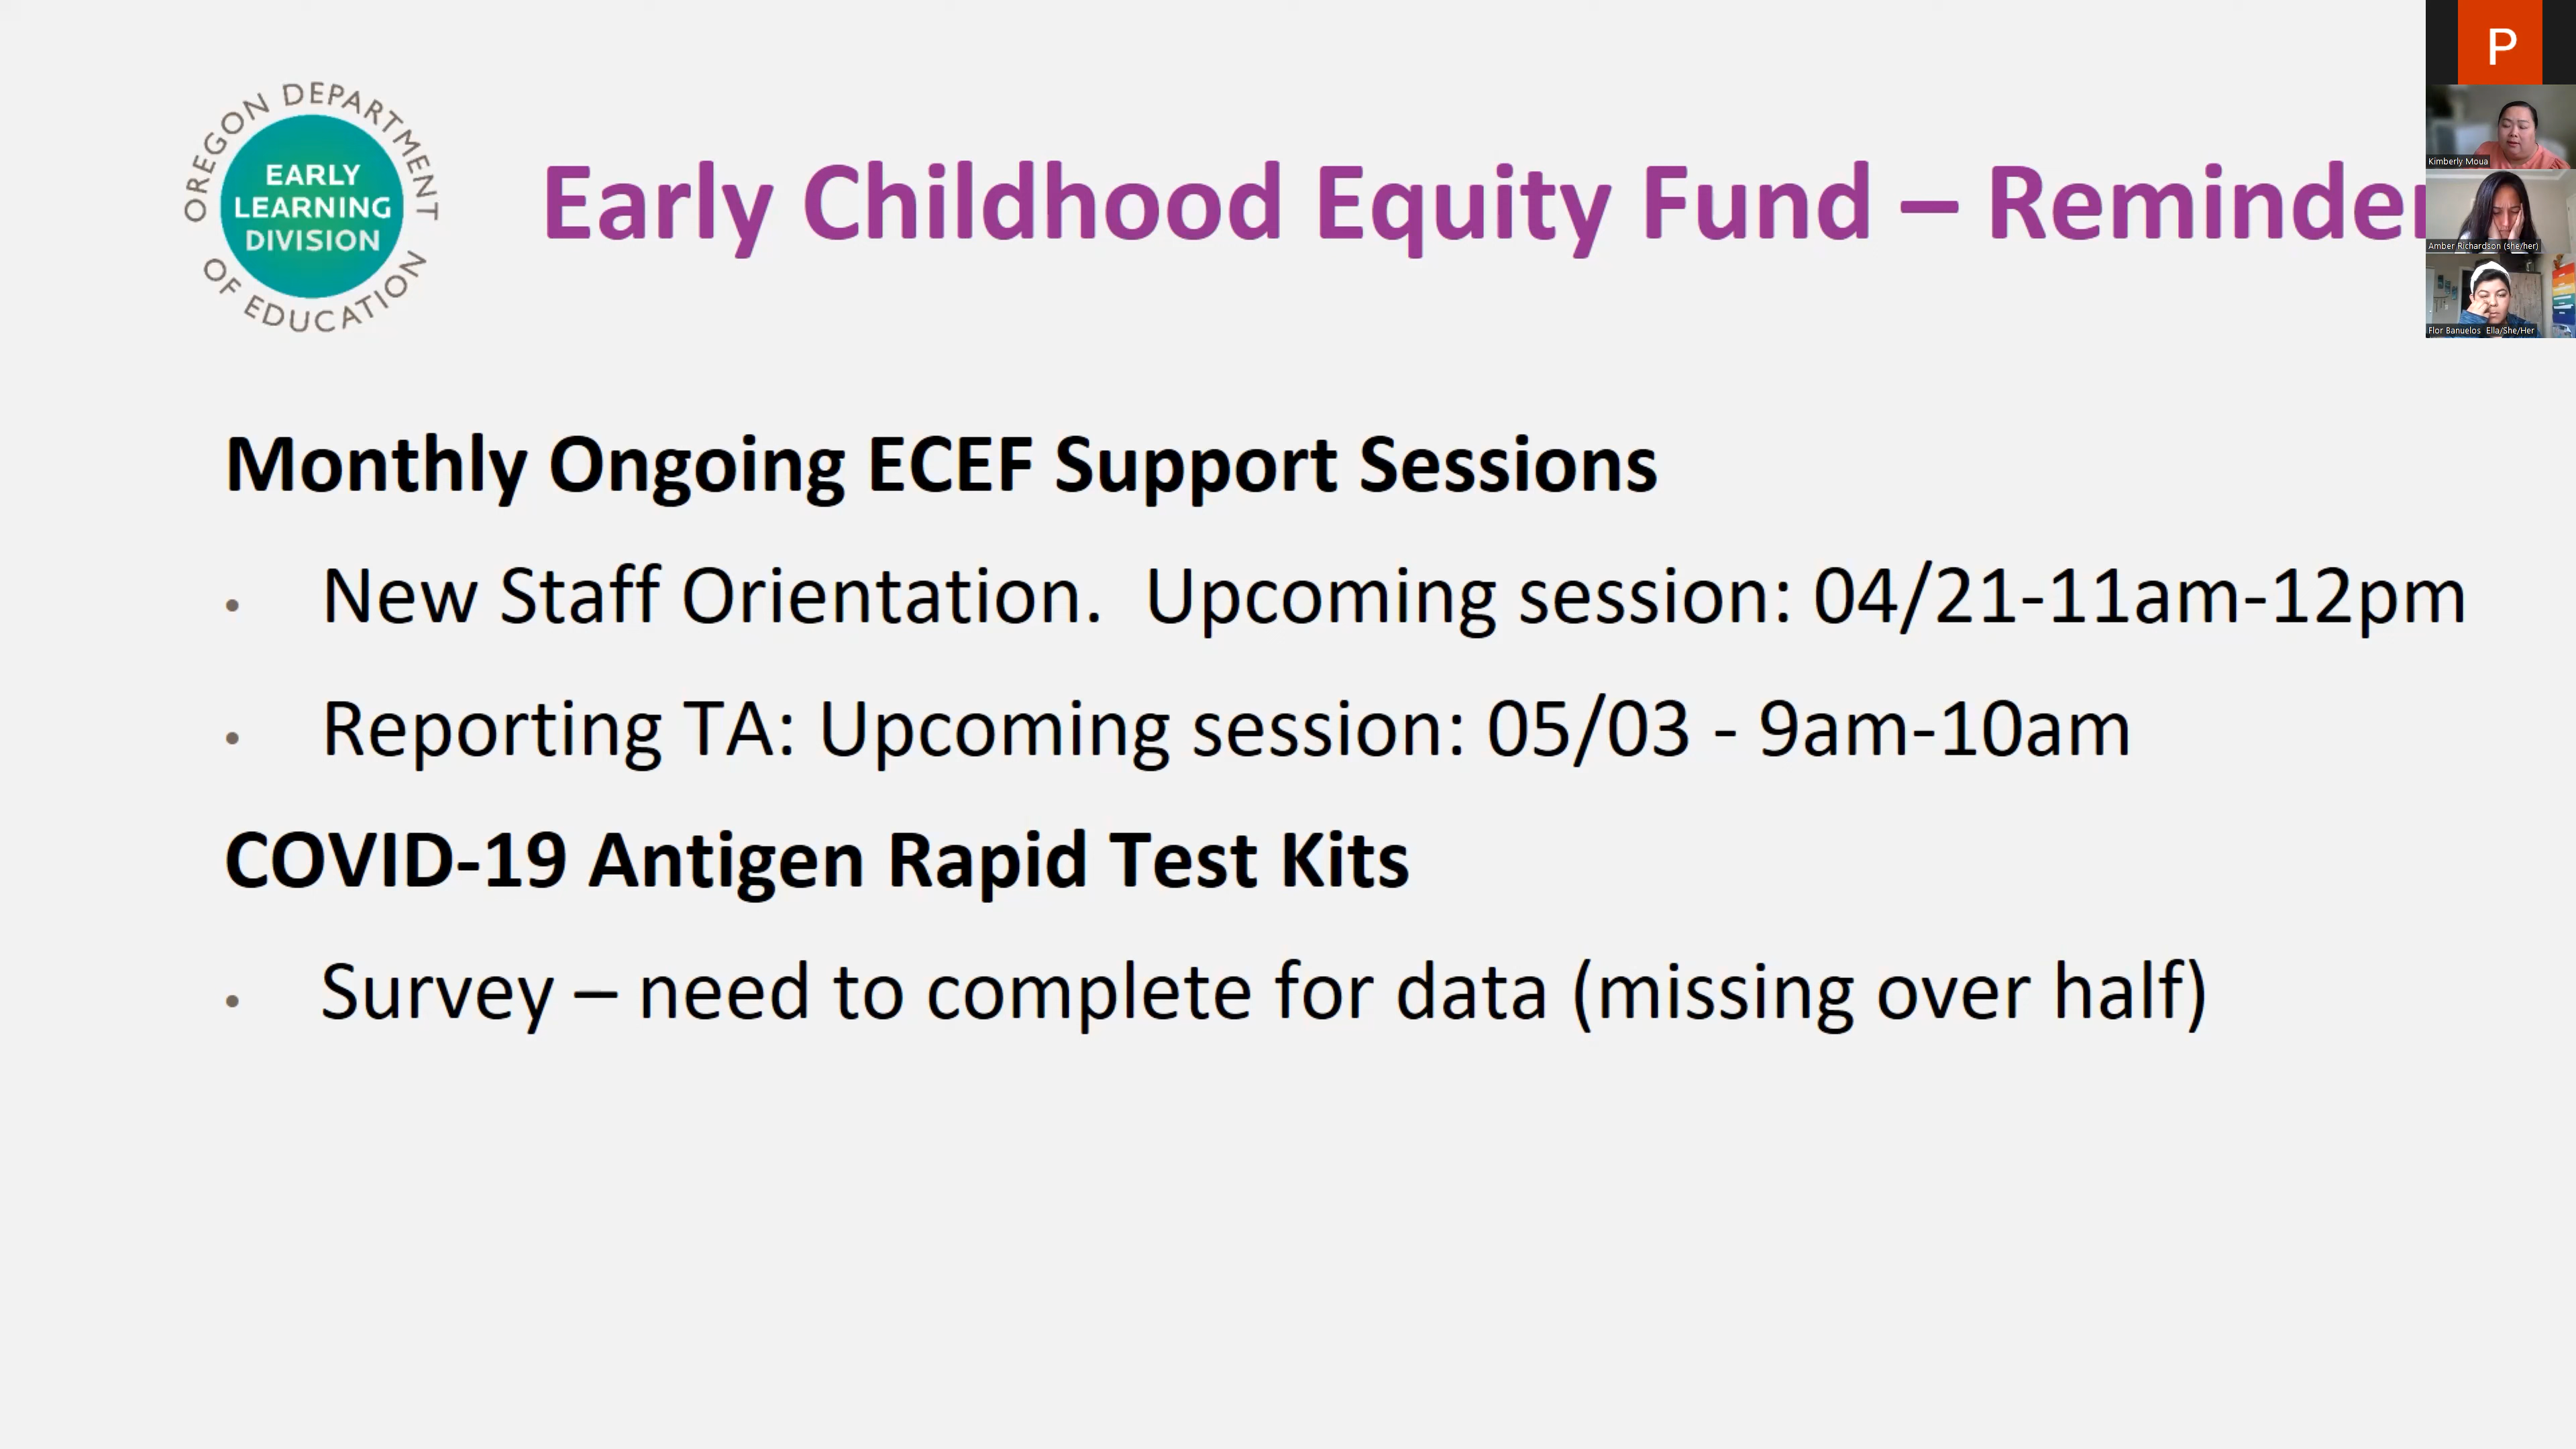 OREGON DEPARTMENT
OF EDUCATION
EARLY
LEARNING
DIVISION
Early Childhood Equity Fund – Reminder
P
Kimberly Moua
Amber Richardson (she/her)
Flor Banuelos Ella/She/Her
Monthly Ongoing ECEF Support Sessions
• New Staff Orientation.  Upcoming session: 04/21-11am-12pm
• Reporting TA: Upcoming session: 05/03 - 9am-10am
COVID-19 Antigen Rapid Test Kits
• Survey – need to complete for data (missing over half)